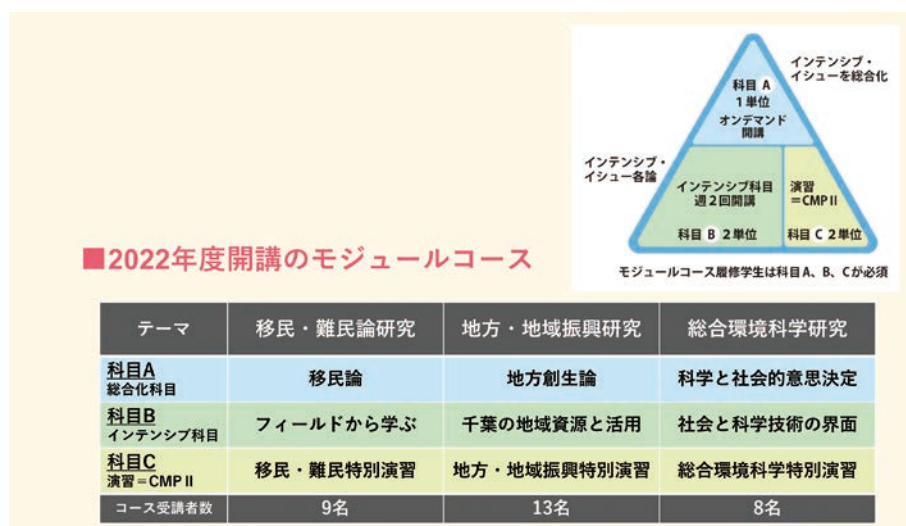 インテンシブ・
イシューを総合化
科目 A
1単位
オンデマンド
開講
インテンシブ・
イシュー各論
インテンシブ科目
週2回開講
科目 B 2単位
演習
=CMPⅡ
科目 C 2単位
モジュールコース履修学生は科目A、B、Cが必須
■2022年度開講のモジュールコース
テーマ 移民・難民論研究 地方・地域振興研究 総合環境科学研究
科目A
総合化科目 移民論 地方創生論 科学と社会的意思決定
科目B
インテンシブ科目 フィールドから学ぶ 千葉の地域資源と活用 社会と科学技術の界面
科目C
演習=CMPⅡ 移民・難民特別演習 地方・地域振興特別演習 総合環境科学特別演習
コース受講者数 9名 13名 8名